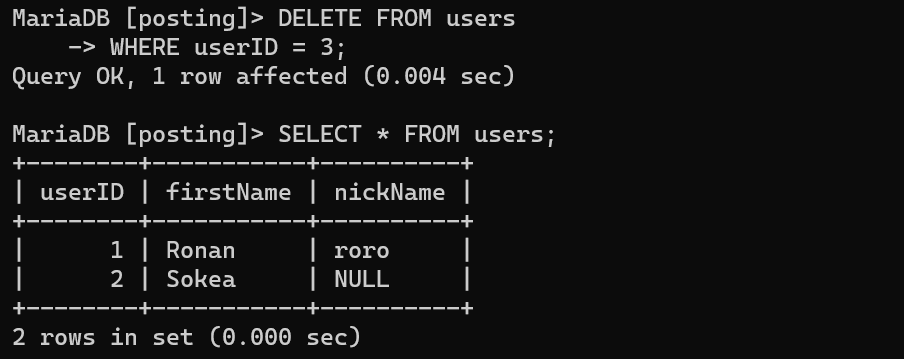 MariaDB [posting]> DELETE FROM users
    -> WHERE userID = 3;
Query OK, 1 row affected (0.004 sec)

MariaDB [posting]> SELECT * FROM users;
+--------+-----------+----------+
| userID | firstName | nickName |
+--------+-----------+----------+
|      1 | Ronan     | roro     |
|      2 | Sokea     | NULL     |
+--------+-----------+----------+
2 rows in set (0.000 sec)